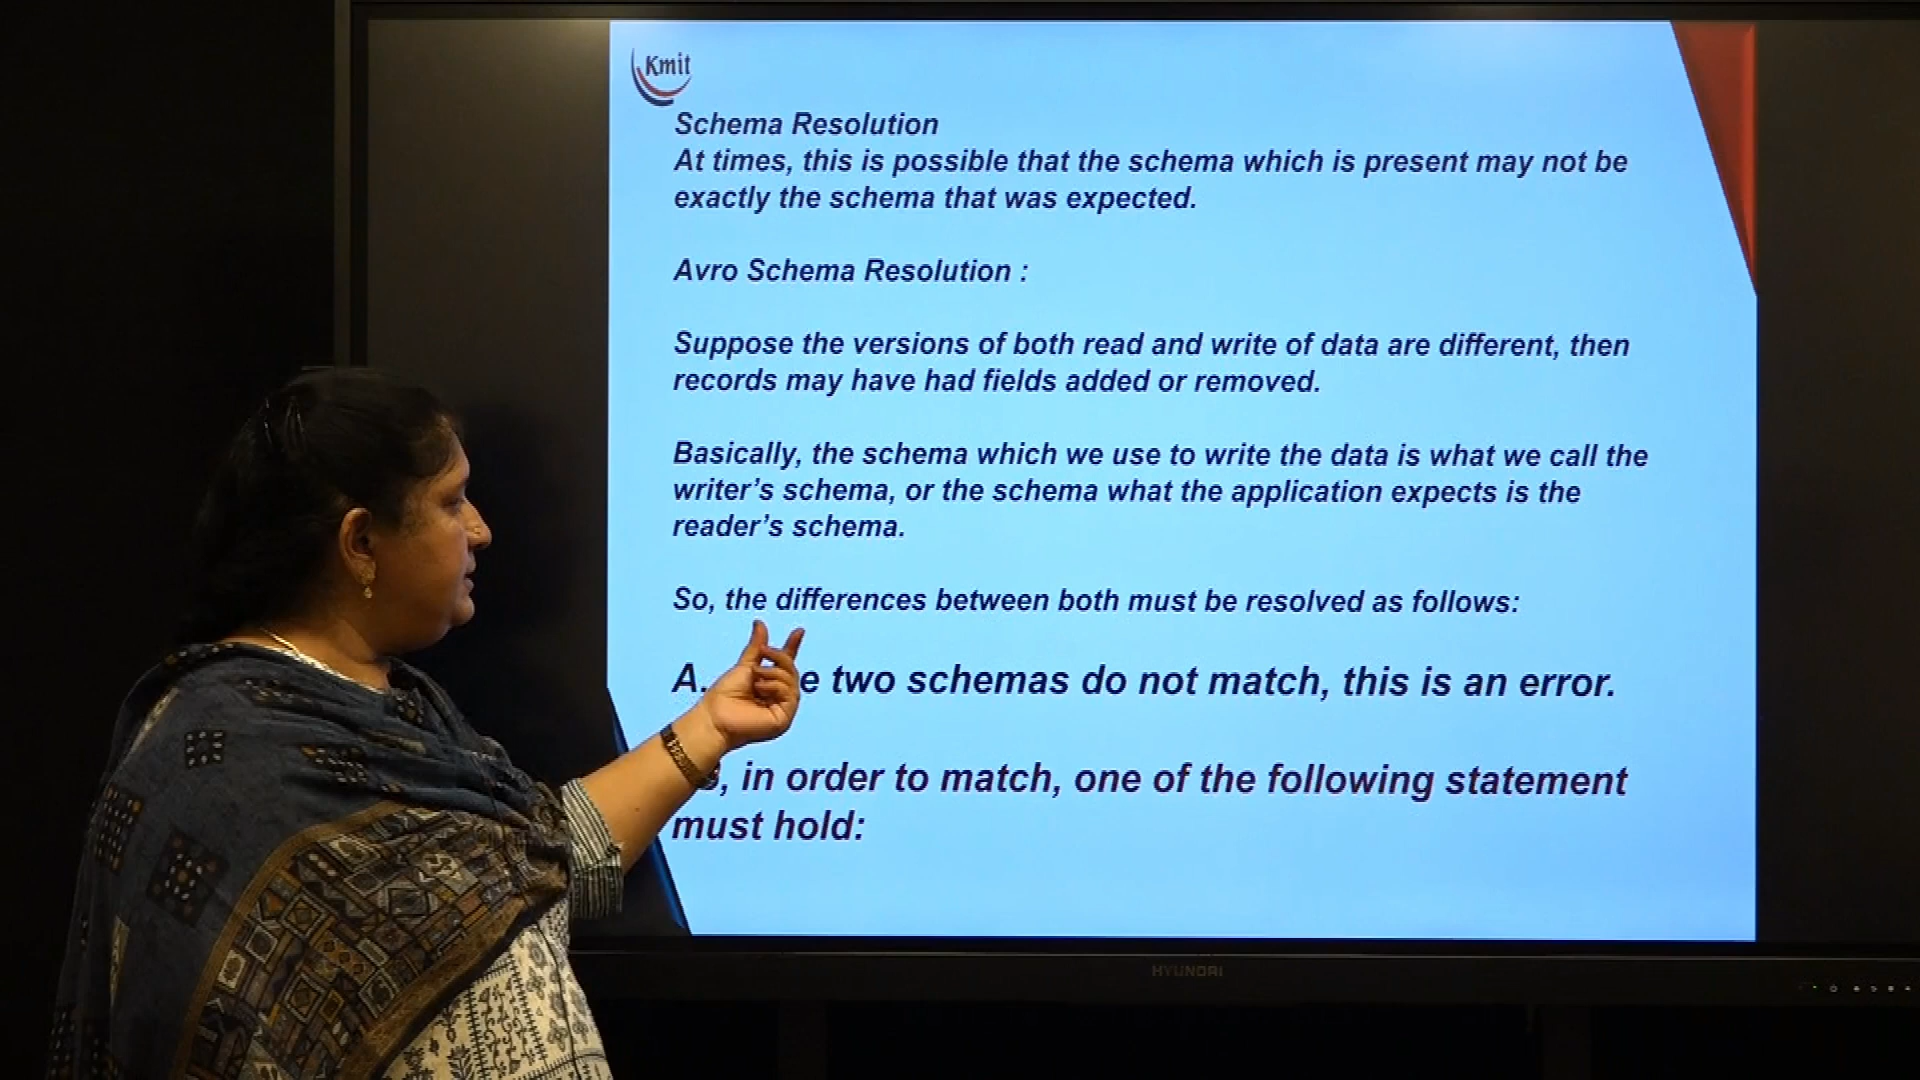 Kmit
Schema Resolution
At times, this is possible that the schema which is present may not be
exactly the schema that was expected.
Avro Schema Resolution :
Suppose the versions of both read and write of data are different, then
records may have had fields added or removed.
Basically, the schema which we use to write the data is what we call the
writer's schema, or the schema what the application expects is the
reader's schema.
So, the differences between both must be resolved as follows:
A. two schemas do not match, this is an error.
, in order to match, one of the following statement
must hold:
HYUNDAI